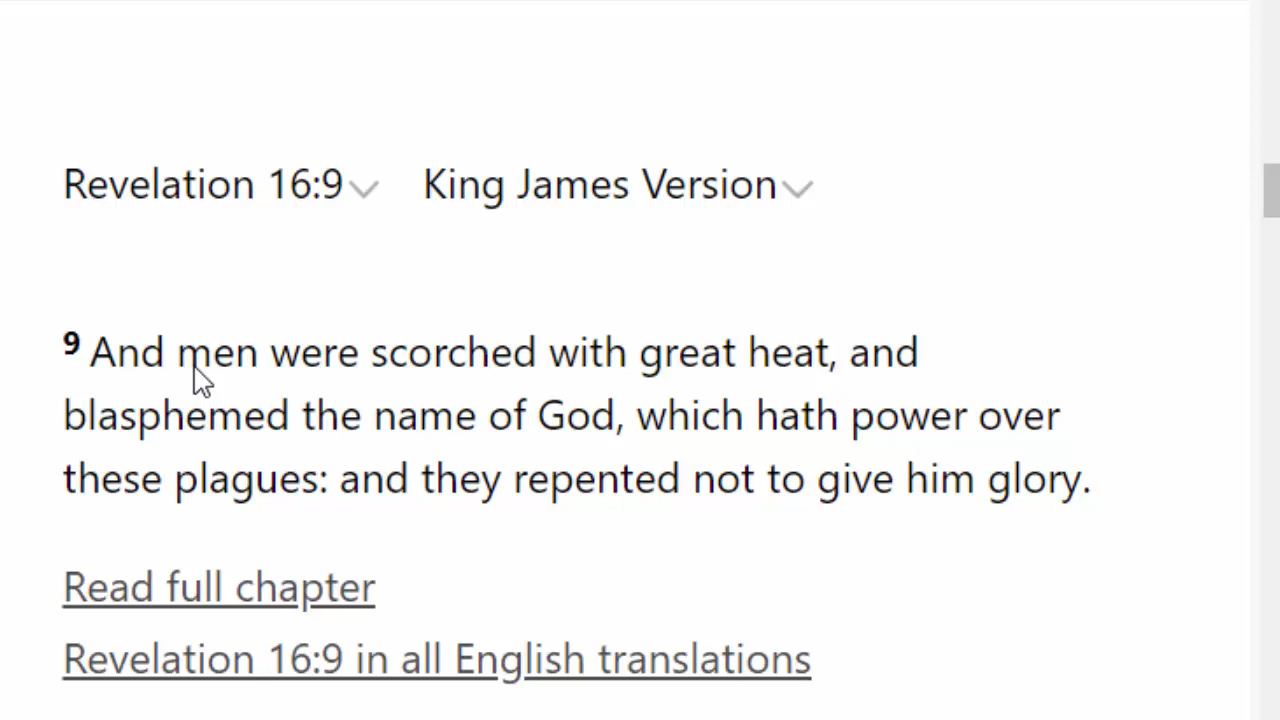 Revelation 16:9 King James Version
9 And men were scorched with great heat, and
blasphemed the name of God, which hath power over
these plagues: and they repented not to give him glory.
Read full chapter
Revelation 16:9 in all English translations